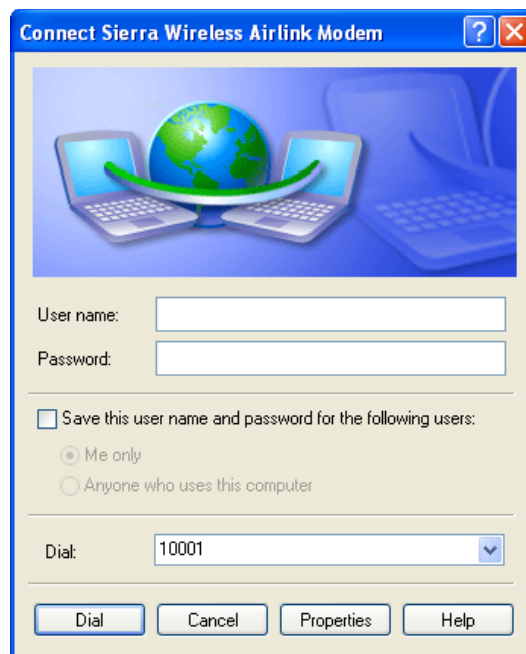 Connect Sierra Wireless Airlink Modem
User name:
Password:
Save this user name and password for the following users:
Me only
Anyone who uses this computer
Dial: 10001
Dial Cancel Properties Help